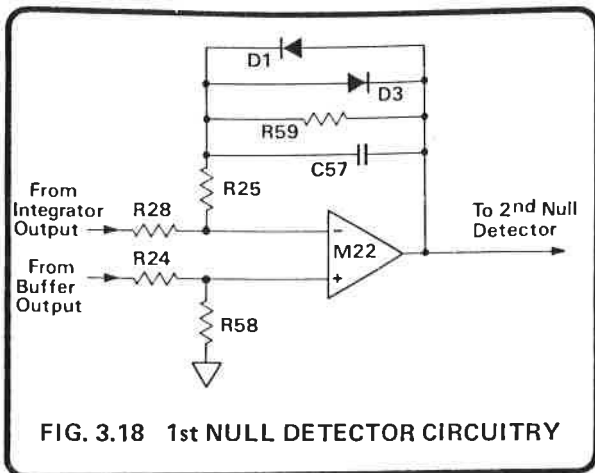 D1
D3
R59
C57
From
Integrator
Output
R28
R25
To 2nd Null
Detector
M22
-
+
From
Buffer
Output
R24
R58
FIG. 3.18 1st NULL DETECTOR CIRCUITRY